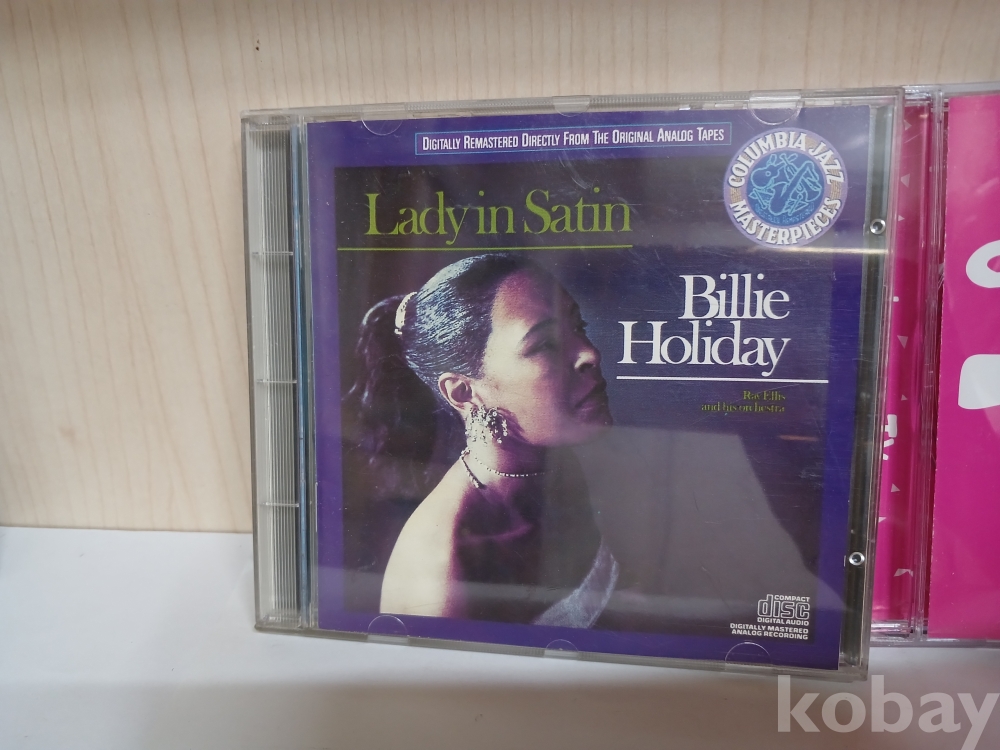 DIGITALLY REMASTERED DIRECTLY FROM THE ORIGINAL ANALOG TAPES
COLUMBIA JAZZ
MASTERPIECES
Lady in Satin
Billie
Holiday
Ray Ellis
and his orchestra
COMPACT
disc
DIGITAL AUDIO
DIGITALLY MASTERED
ANALOG RECORDING
kobay